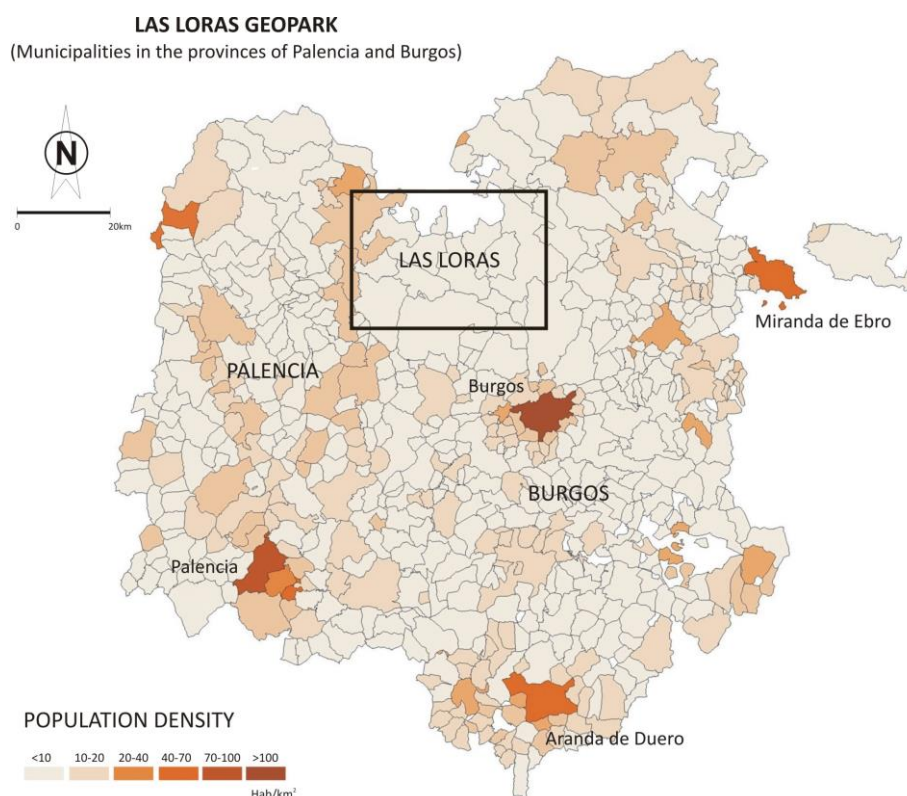 LAS LORAS GEOPARK
(Municipalities in the provinces of Palencia and Burgos)
N
0 20km
LAS LORAS
Miranda de Ebro
PALENCIA
Burgos
BURGOS
Palencia
Aranda de Duero
POPULATION DENSITY
<10 10-20 20-40 40-70 70-100 >100
Hab/km²